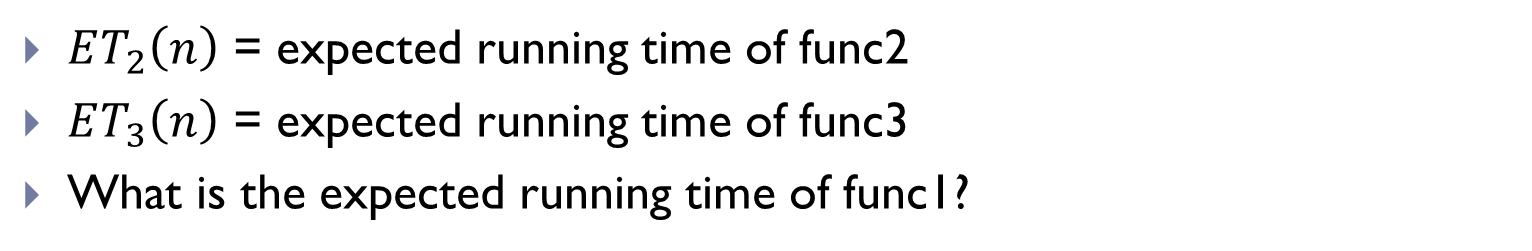 𝐸𝑇₂(𝑛) = expected running time of func2
𝐸𝑇₃(𝑛) = expected running time of func3
What is the expected running time of func1?